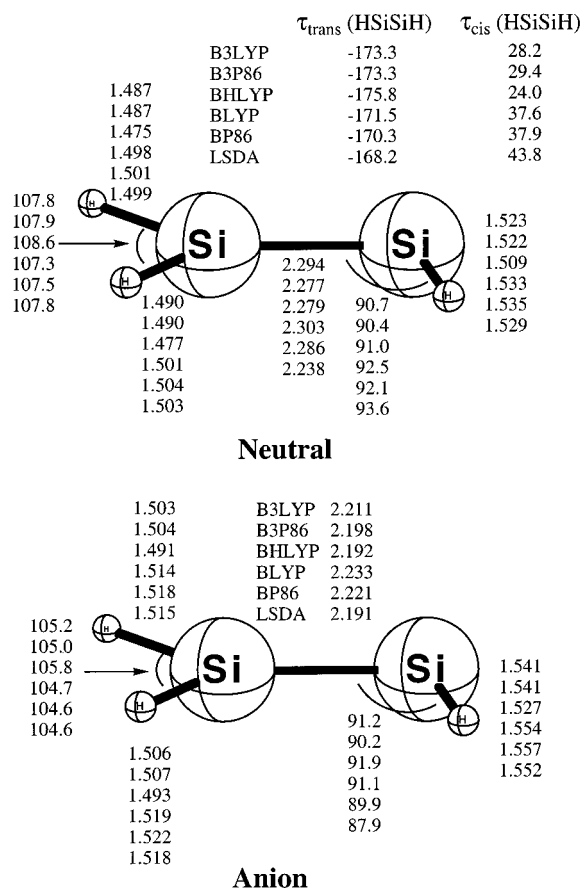 τtrans (HSiSiH) τcis (HSiSiH)
B3LYP -173.3 28.2
B3P86 -173.3 29.4
BHLYP -175.8 24.0
BLYP -171.5 37.6
BP86 -170.3 37.9
LSDA -168.2 43.8
1.487
1.487
1.475
1.498
1.501
1.499
107.8
107.9
108.6
107.3
107.5
107.8
H
H
Si
Si
H
1.523
1.522
1.509
1.533
1.535
1.529
1.490
1.490
1.477
1.501
1.504
1.503
2.294
2.277
2.279
2.303
2.286
2.238
90.7
90.4
91.0
92.5
92.1
93.6
Neutral
1.503
1.504
1.491
1.514
1.518
1.515
B3LYP 2.211
B3P86 2.198
BHLYP 2.192
BLYP 2.233
BP86 2.221
LSDA 2.191
105.2
105.0
105.8
104.7
104.6
104.6
H
H
Si
Si
H
1.541
1.541
1.527
1.554
1.557
1.552
1.506
1.507
1.493
1.519
1.522
1.518
91.2
90.2
91.9
91.1
89.9
87.9
Anion